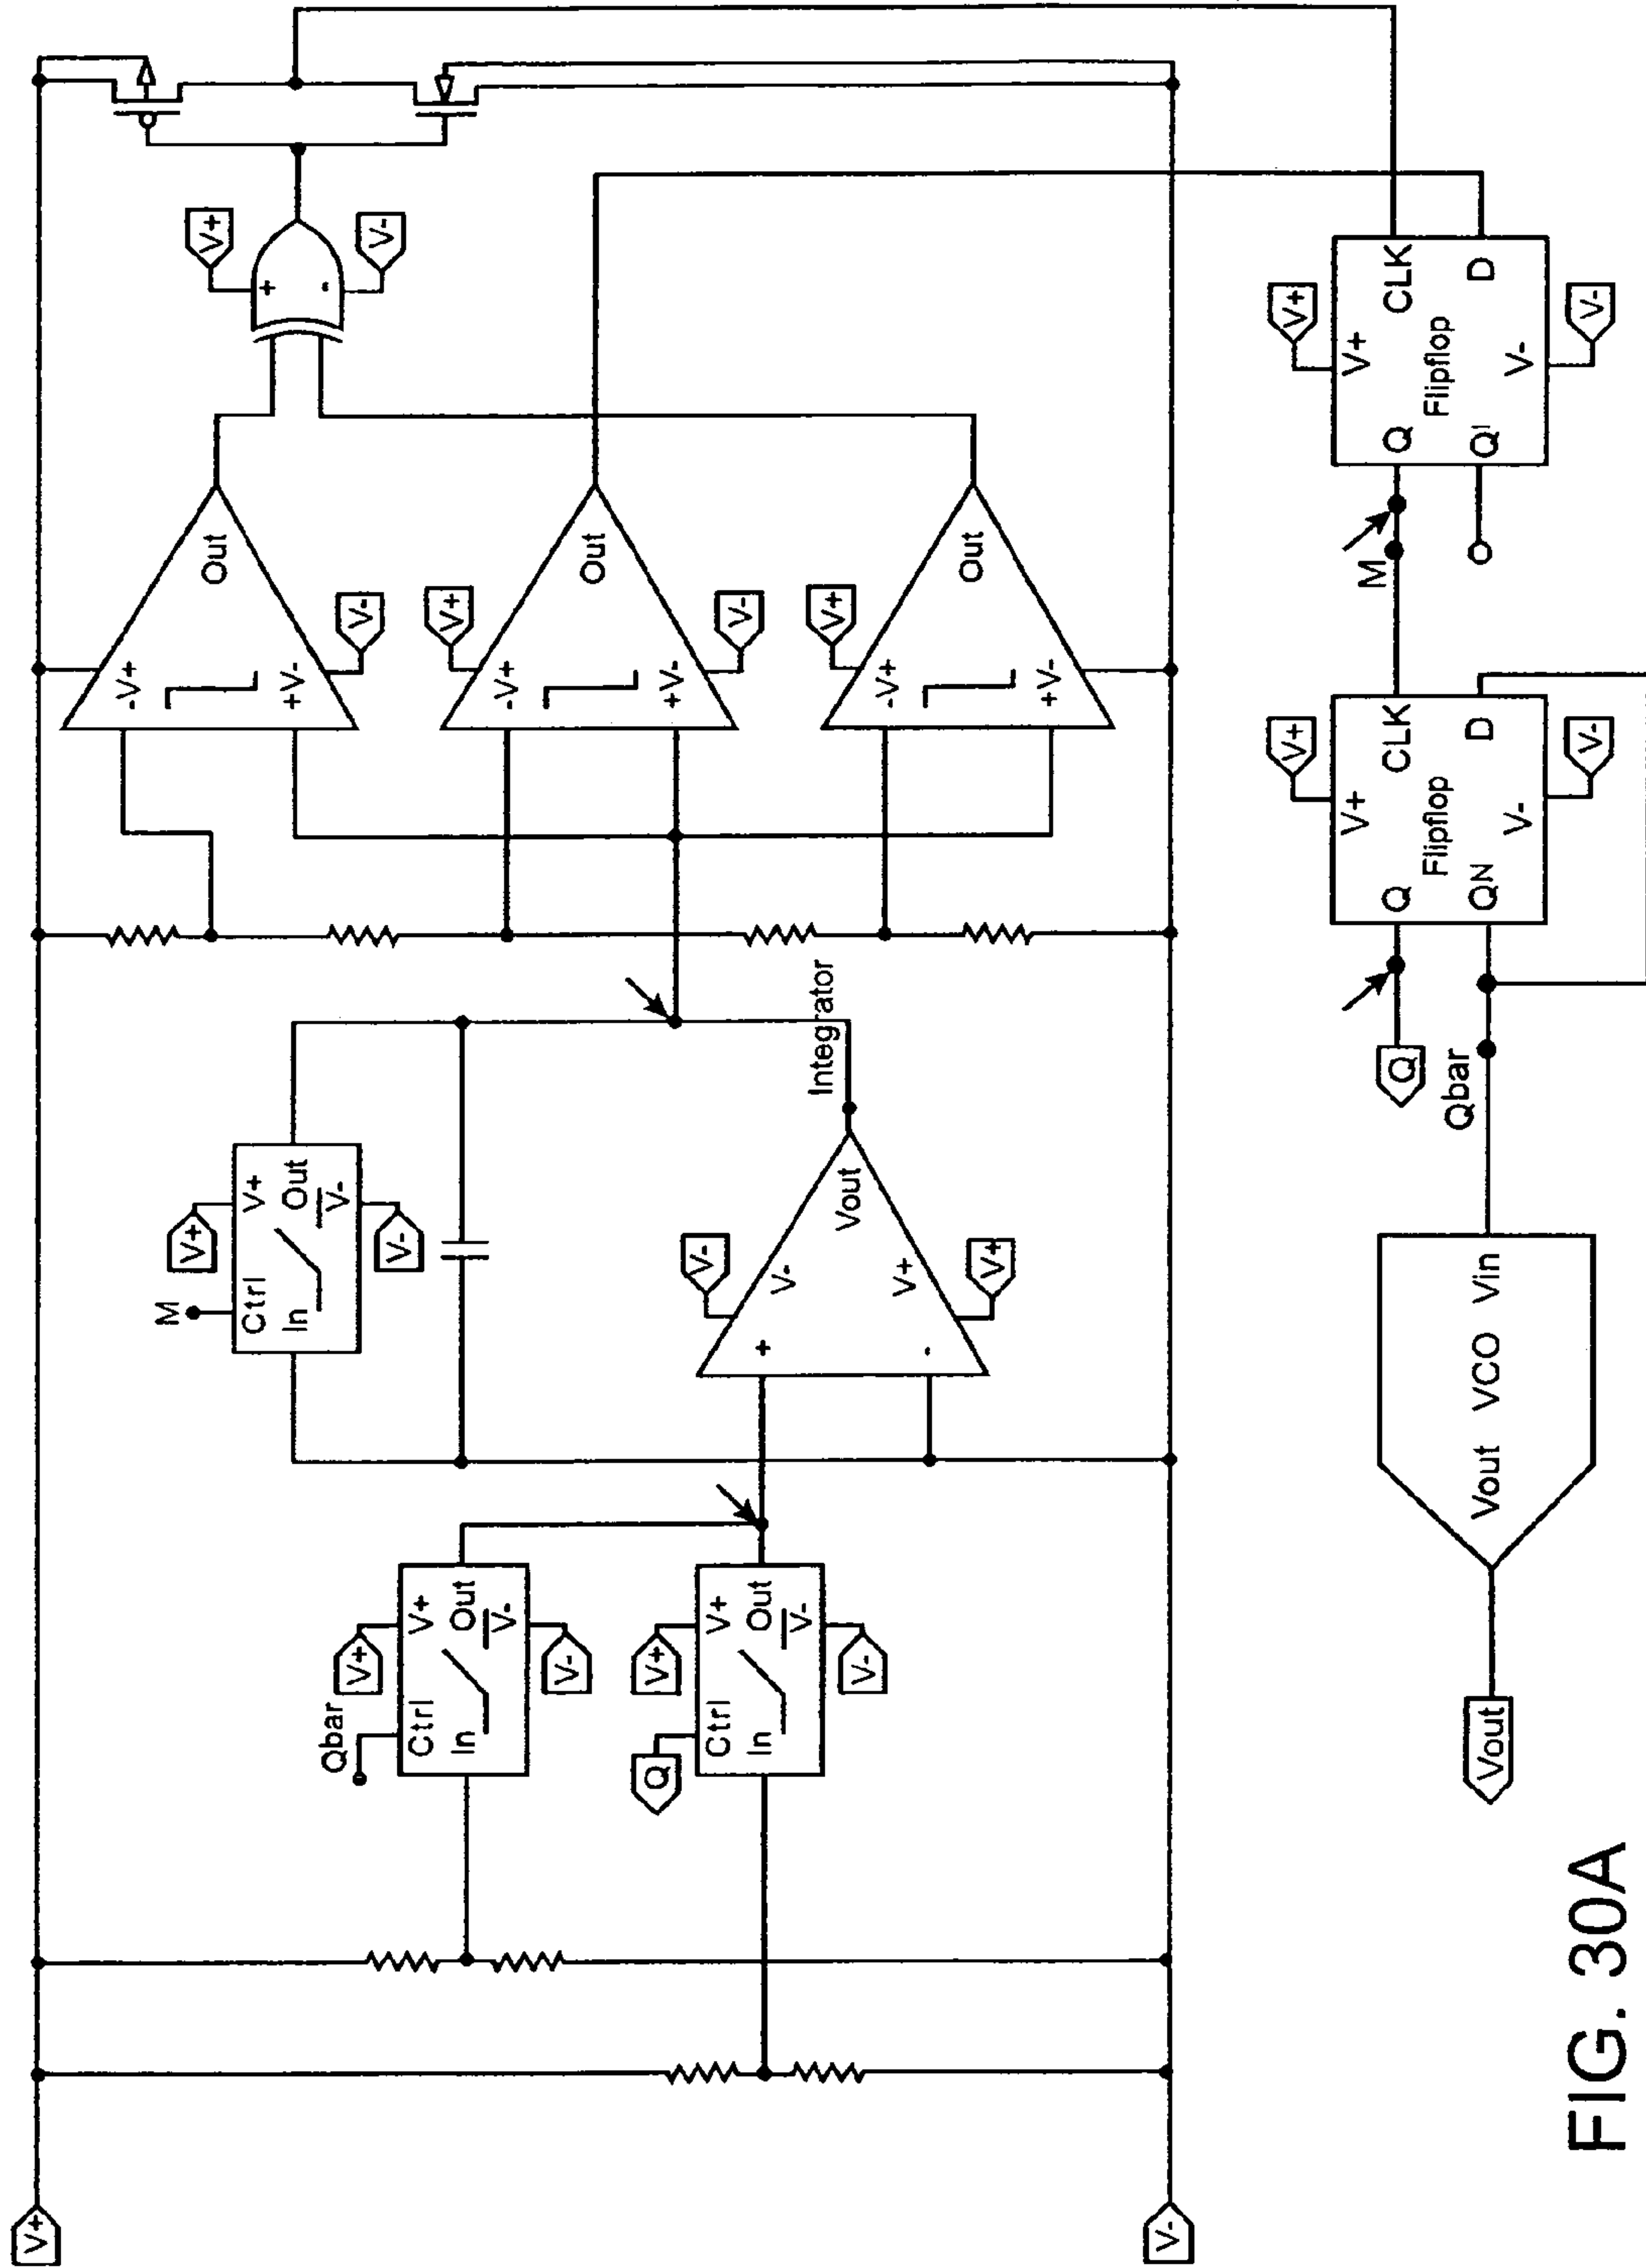 V+
M
V+
Ctrl V+
In Out
V-
V-
-V+
Out
+V-
V-
V+
+
-
V-
Qbar
V+
Ctrl V+
In Out
V-
V-
V+
-V+
Out
+V-
V-
Q
V+
Ctrl V+
In Out
V-
V-
V-
V-
+
Vout
-
V+
V+
Integrator
V+
-V+
Out
+V-
V-
V+
V+
Q CLK
Flipflop
QN D
V-
V-
Q
Qbar
M
V+
V+
Q CLK
Flipflop
Q' D
V-
V-
Vout
Vout VCO Vin
FIG. 30A